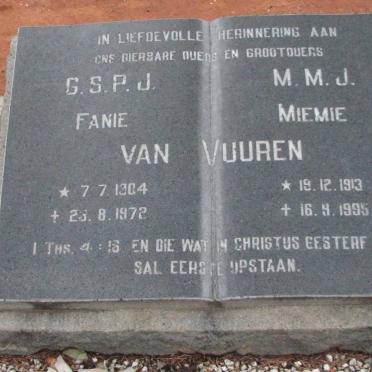 IN LIEFDEVOLLE HERINNERING AAN
ONS DIERBARE OUERS EN GROOTOUERS
G.S.P.J. M.M.J.
FANIE MIEMIE
VAN VUUREN
★ 7.7.1904 ★ 19.12.1913
+ 23.8.1972 + 16.9.1995
I THS. 4:16 EN DIE WAT IN CHRISTUS GESTERF
SAL EERSTE OPSTAAN.